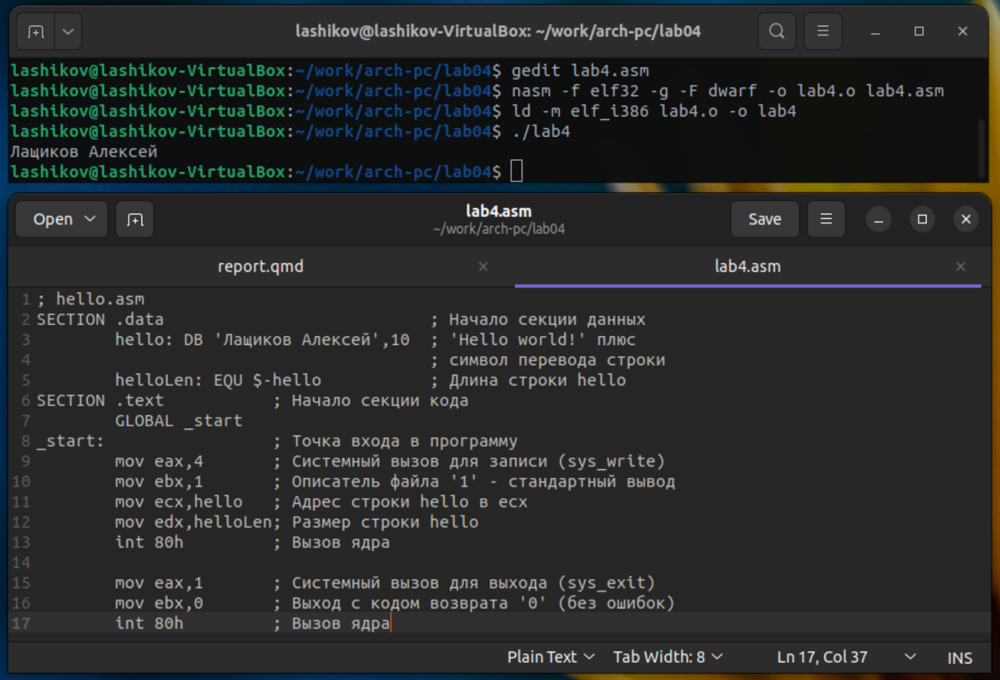 lashikov@lashikov-VirtualBox: ~/work/arch-pc/lab04
lashikov@lashikov-VirtualBox:~/work/arch-pc/lab04$ gedit lab4.asm
lashikov@lashikov-VirtualBox:~/work/arch-pc/lab04$ nasm -f elf32 -g -F dwarf -o lab4.o lab4.asm
lashikov@lashikov-VirtualBox:~/work/arch-pc/lab04$ ld -m elf_i386 lab4.o -o lab4
lashikov@lashikov-VirtualBox:~/work/arch-pc/lab04$ ./lab4
Лащиков Алексей
lashikov@lashikov-VirtualBox:~/work/arch-pc/lab04$
Open lab4.asm Save
~/work/arch-pc/lab04
report.qmd lab4.asm
1 ; hello.asm
2 SECTION .data ; Начало секции данных
3 hello: DB 'Лащиков Алексей',10 ; 'Hello world!' плюс
4 ; символ перевода строки
5 helloLen: EQU $-hello ; Длина строки hello
6 SECTION .text ; Начало секции кода
7 GLOBAL _start
8 _start: ; Точка входа в программу
9 mov eax,4 ; Системный вызов для записи (sys_write)
10 mov ebx,1 ; Описатель файла '1' - стандартный вывод
11 mov ecx,hello ; Адрес строки hello в ecx
12 mov edx,helloLen; Размер строки hello
13 int 80h ; Вызов ядра
14
15 mov eax,1 ; Системный вызов для выхода (sys_exit)
16 mov ebx,0 ; Выход с кодом возврата '0' (без ошибок)
17 int 80h ; Вызов ядра
Plain Text Tab Width: 8 Ln 17, Col 37 INS